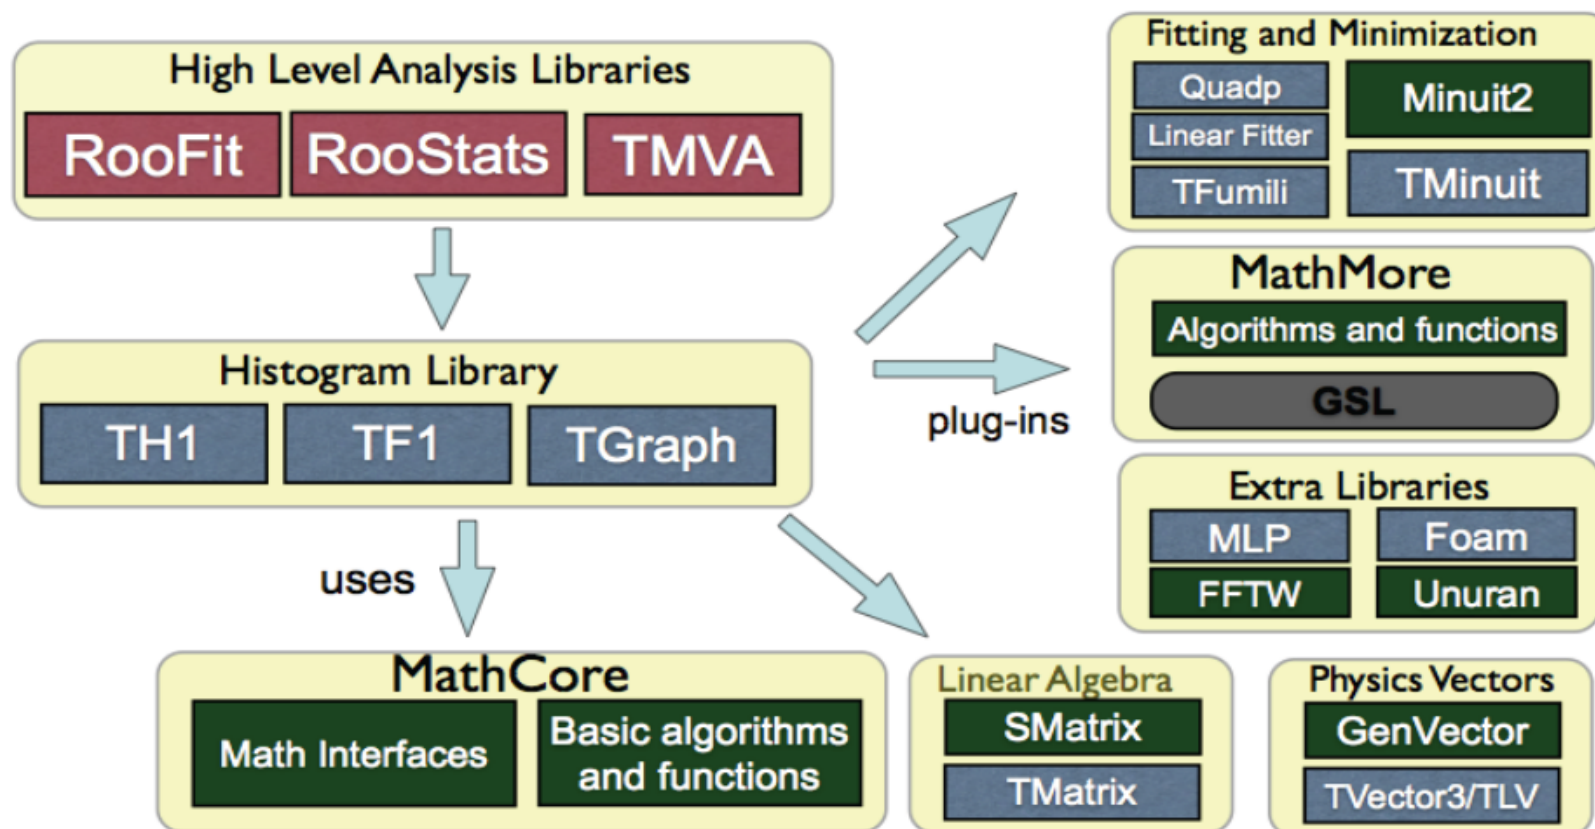 High Level Analysis Libraries
RooFit
RooStats
TMVA
Histogram Library
TH1
TF1
TGraph
uses
plug-ins
MathCore
Math Interfaces
Basic algorithms
and functions
Linear Algebra
SMatrix
TMatrix
Physics Vectors
GenVector
TVector3/TLV
Fitting and Minimization
Quadp
Linear Fitter
TFumili
Minuit2
TMinuit
MathMore
Algorithms and functions
GSL
Extra Libraries
MLP
Foam
FFTW
Unuran